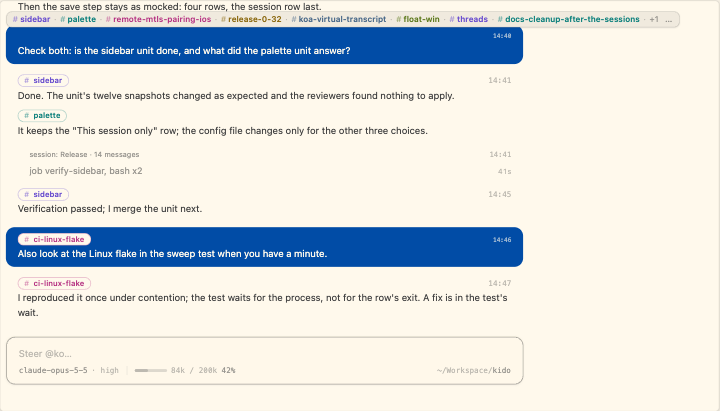 Then the save step stays as mocked: four rows, the session row last.
# sidebar · # palette · # remote-mtls-pairing-ios · # release-0-32 · # koa-virtual-transcript · # float-win · # threads · # docs-cleanup-after-the-sessions · +1 ...
14:40
Check both: is the sidebar unit done, and what did the palette unit answer?
# sidebar 14:41
Done. The unit's twelve snapshots changed as expected and the reviewers found nothing to apply.
# palette
It keeps the "This session only" row; the config file changes only for the other three choices.
session: Release · 14 messages 14:41
job verify-sidebar, bash x2 41s
# sidebar 14:45
Verification passed; I merge the unit next.
# ci-linux-flake 14:46
Also look at the Linux flake in the sweep test when you have a minute.
# ci-linux-flake 14:47
I reproduced it once under contention; the test waits for the process, not for the row's exit. A fix is in the test's
wait.
Steer @ko...
claude-opus-5-5 · high 84k / 200k 42% ~/Workspace/kido